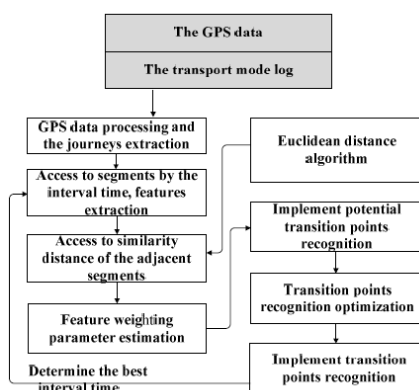 The GPS data
The transport mode log
GPS data processing and
the journeys extraction
Access to segments by the
interval time, features
extraction
Access to similarity
distance of the adjacent
segments
Feature weighting
parameter estimation
Euclidean distance
algorithm
Implement potential
transition points
recognition
Transition points
recognition optimization
Implement transition
points recognition
Determine the best
interval time